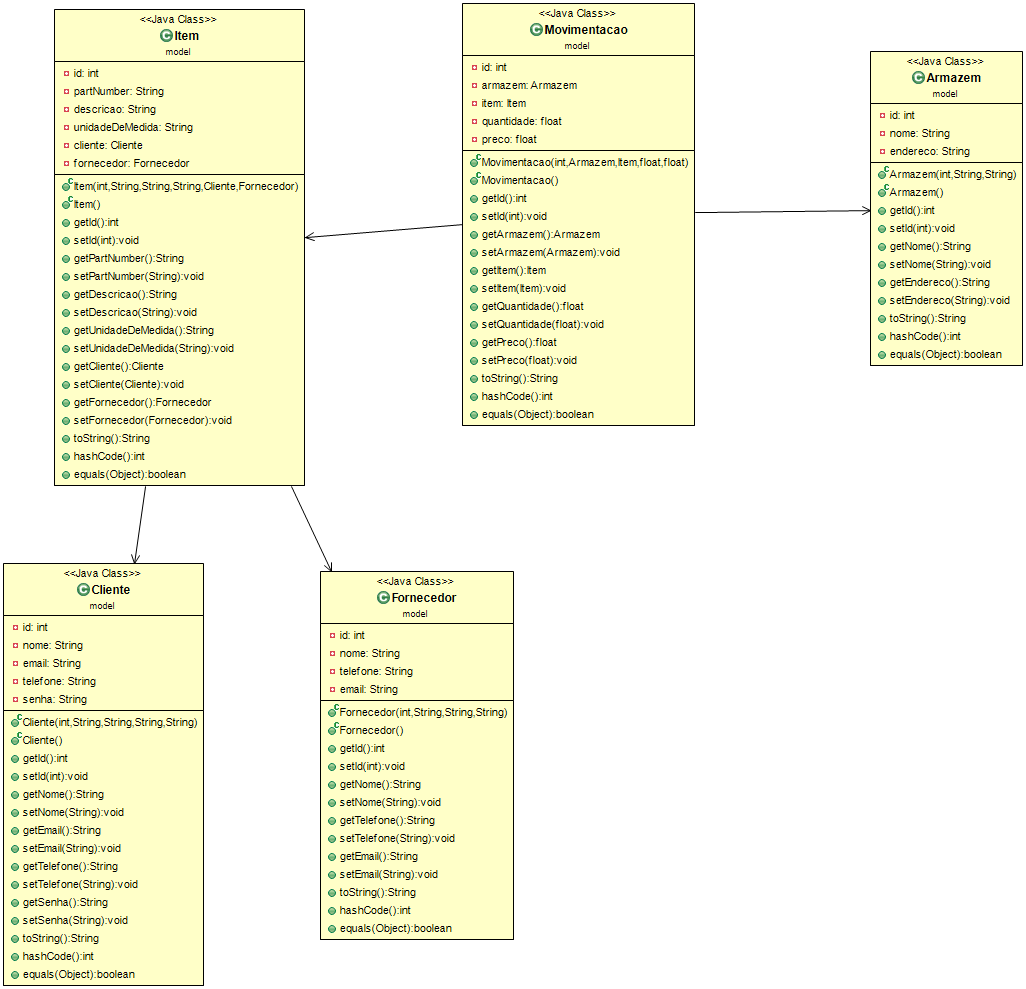 <<Java Class>>
Item
model
id: int
partNumber: String
descricao: String
unidadeDeMedida: String
cliente: Cliente
fornecedor: Fornecedor
Item(int,String,String,String,Cliente,Fornecedor)
Item()
getId():int
setId(int):void
getPartNumber():String
setPartNumber(String):void
getDescricao():String
setDescricao(String):void
getUnidadeDeMedida():String
setUnidadeDeMedida(String):void
getCliente():Cliente
setCliente(Cliente):void
getFornecedor():Fornecedor
setFornecedor(Fornecedor):void
toString():String
hashCode():int
equals(Object):boolean
<<Java Class>>
Movimentacao
model
id: int
armazem: Armazem
item: Item
quantidade: float
preco: float
Movimentacao(int,Armazem,Item,float,float)
Movimentacao()
getId():int
setId(int):void
getArmazem():Armazem
setArmazem(Armazem):void
getItem():Item
setItem(Item):void
getQuantidade():float
setQuantidade(float):void
getPreco():float
setPreco(float):void
toString():String
hashCode():int
equals(Object):boolean
<<Java Class>>
Armazem
model
id: int
nome: String
endereco: String
Armazem(int,String,String)
Armazem()
getId():int
setId(int):void
getNome():String
setNome(String):void
getEndereco():String
setEndereco(String):void
toString():String
hashCode():int
equals(Object):boolean
<<Java Class>>
Cliente
model
id: int
nome: String
email: String
telefone: String
senha: String
Cliente(int,String,String,String,String)
Cliente()
getId():int
setId(int):void
getNome():String
setNome(String):void
getEmail():String
setEmail(String):void
getTelefone():String
setTelefone(String):void
getSenha():String
setSenha(String):void
toString():String
hashCode():int
equals(Object):boolean
<<Java Class>>
Fornecedor
model
id: int
nome: String
telefone: String
email: String
Fornecedor(int,String,String,String)
Fornecedor()
getId():int
setId(int):void
getNome():String
setNome(String):void
getTelefone():String
setTelefone(String):void
getEmail():String
setEmail(String):void
toString():String
hashCode():int
equals(Object):boolean